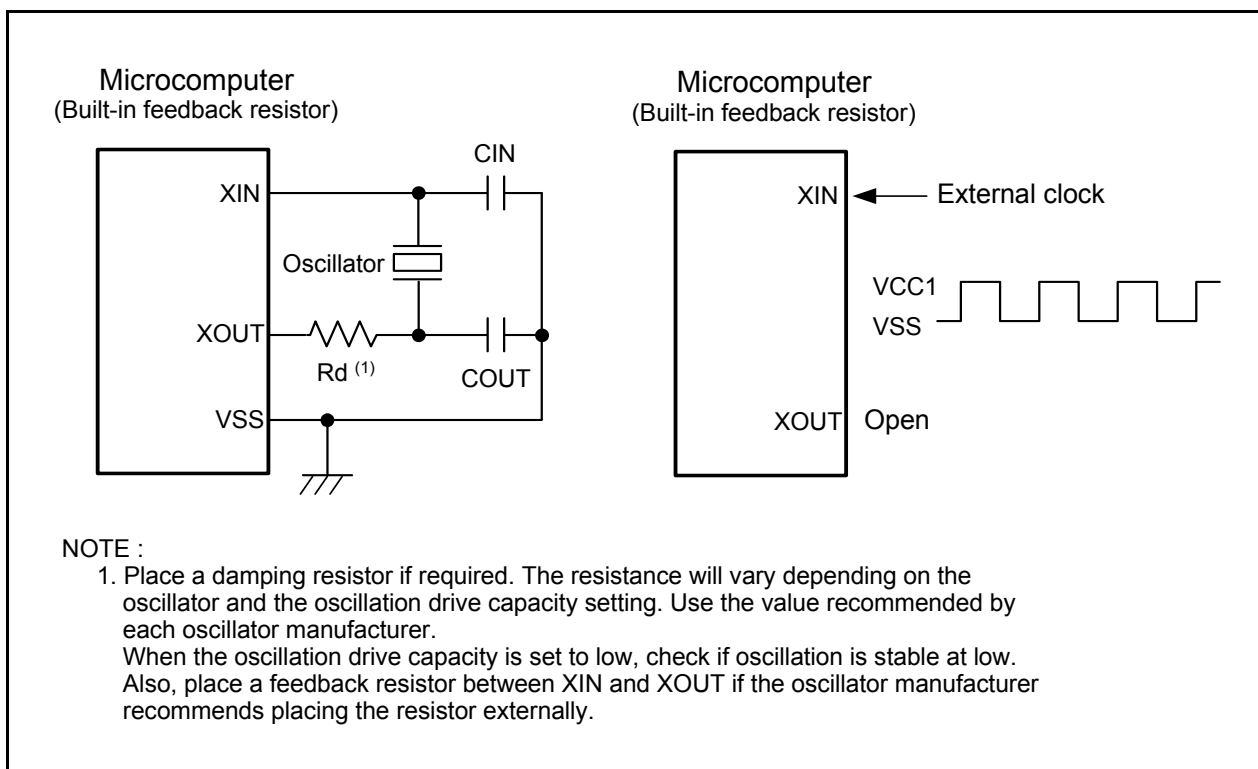 Microcomputer
(Built-in feedback resistor)
XIN
CIN
Oscillator
XOUT
Rd (1)
COUT
VSS
Microcomputer
(Built-in feedback resistor)
XIN
External clock
VCC1
VSS
XOUT
Open
NOTE :
1. Place a damping resistor if required. The resistance will vary depending on the
oscillator and the oscillation drive capacity setting. Use the value recommended by
each oscillator manufacturer.
When the oscillation drive capacity is set to low, check if oscillation is stable at low.
Also, place a feedback resistor between XIN and XOUT if the oscillator manufacturer
recommends placing the resistor externally.